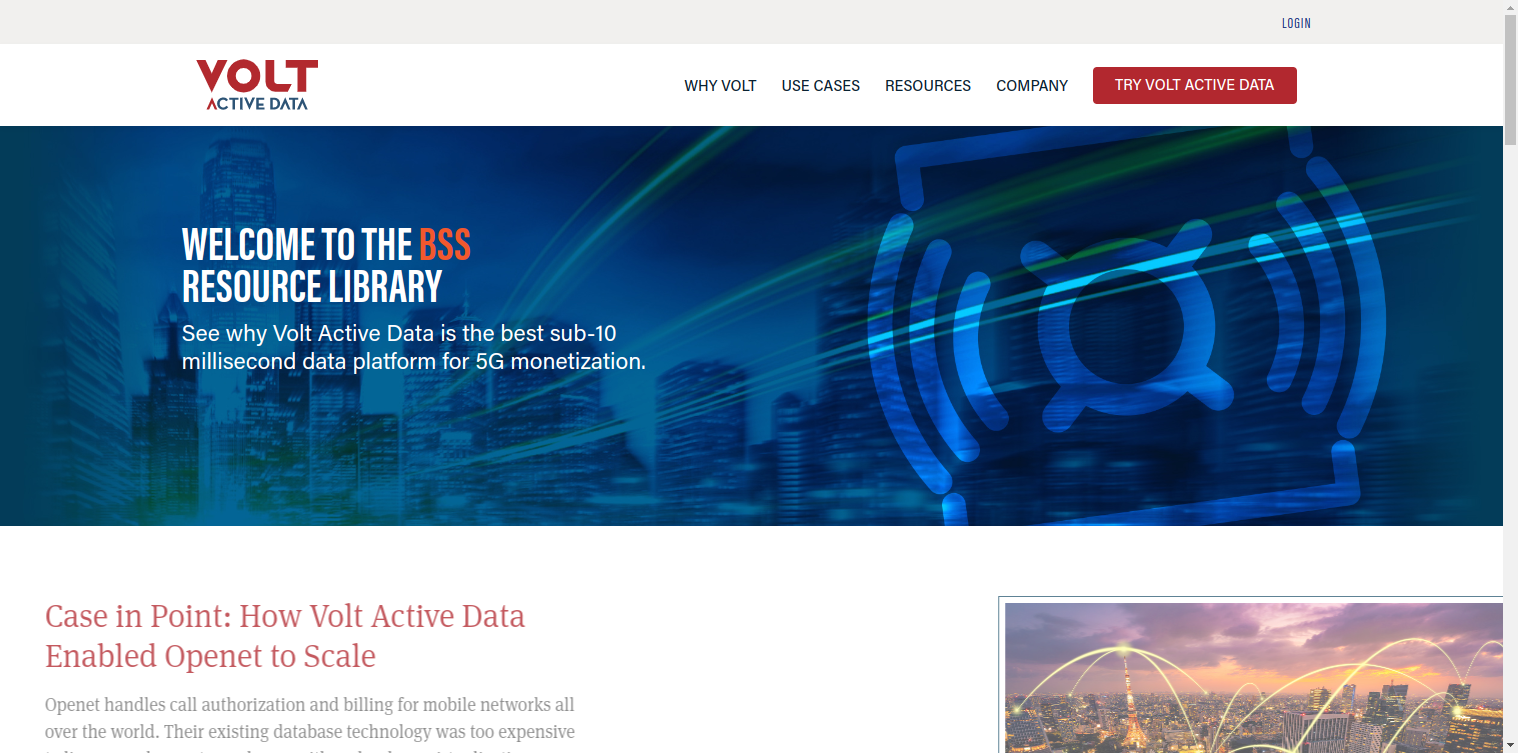 LOGIN
VOLT
ACTIVE DATA
WHY VOLT
USE CASES
RESOURCES
COMPANY
TRY VOLT ACTIVE DATA
WELCOME TO THE BSS
RESOURCE LIBRARY
See why Volt Active Data is the best sub-10
millisecond data platform for 5G monetization.
Case in Point: How Volt Active Data
Enabled Openet to Scale
Openet handles call authorization and billing for mobile networks all
over the world. Their existing database technology was too expensive